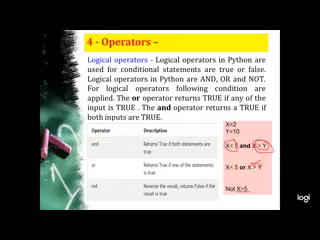 4 - Operators –
Logical operators - Logical operators in Python are
used for conditional statements are true or false.
Logical operators in Python are AND, OR and NOT.
For logical operators following condition are
applied. The or operator returns TRUE if any of the
input is TRUE . The and operator returns a TRUE if
both inputs are TRUE.
Operator Description
and Returns True if both statements are
true
or Returns True if one of the statements
is true
not Reverse the result, returns False if the
result is true
X=2
Y=10
X< 5 and X > Y
X< 5 or X > Y
Not X>5
logi